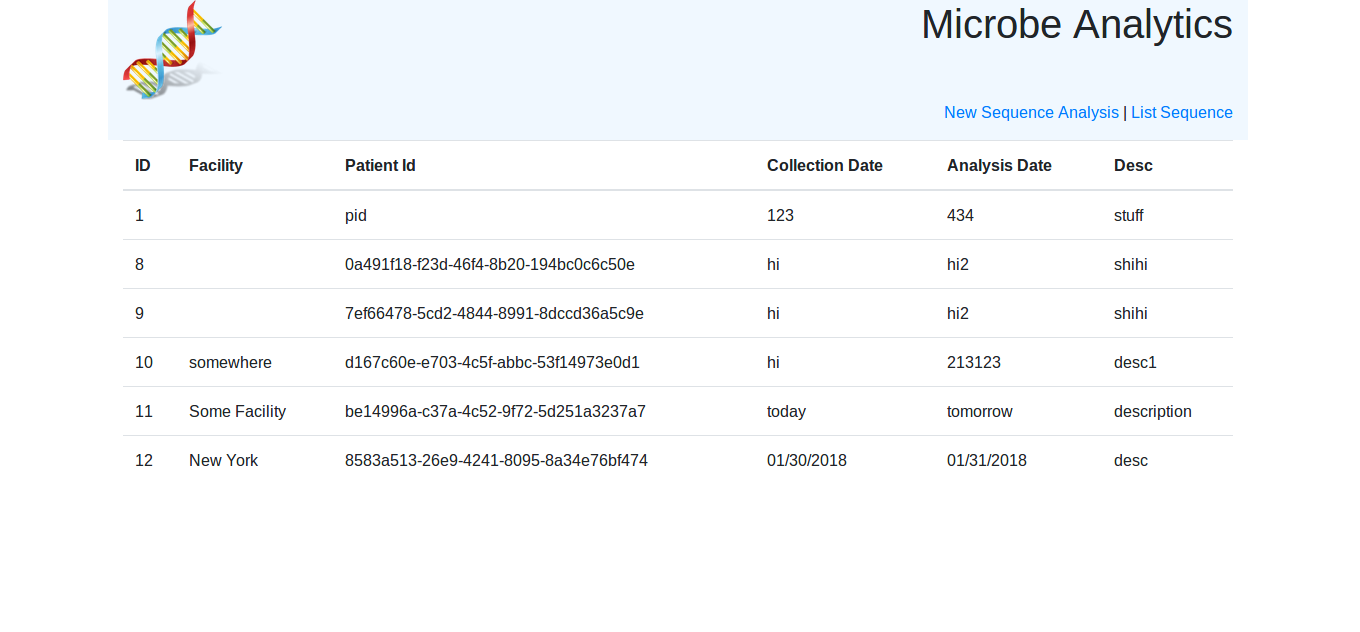 Microbe Analytics
New Sequence Analysis | List Sequence
ID Facility Patient Id Collection Date Analysis Date Desc
1 pid 123 434 stuff
8 0a491f18-f23d-46f4-8b20-194bc0c6c50e hi hi2 shihi
9 7ef66478-5cd2-4844-8991-8dccd36a5c9e hi hi2 shihi
10 somewhere d167c60e-e703-4c5f-abbc-53f14973e0d1 hi 213123 desc1
11 Some Facility be14996a-c37a-4c52-9f72-5d251a3237a7 today tomorrow description
12 New York 8583a513-26e9-4241-8095-8a34e76bf474 01/30/2018 01/31/2018 desc